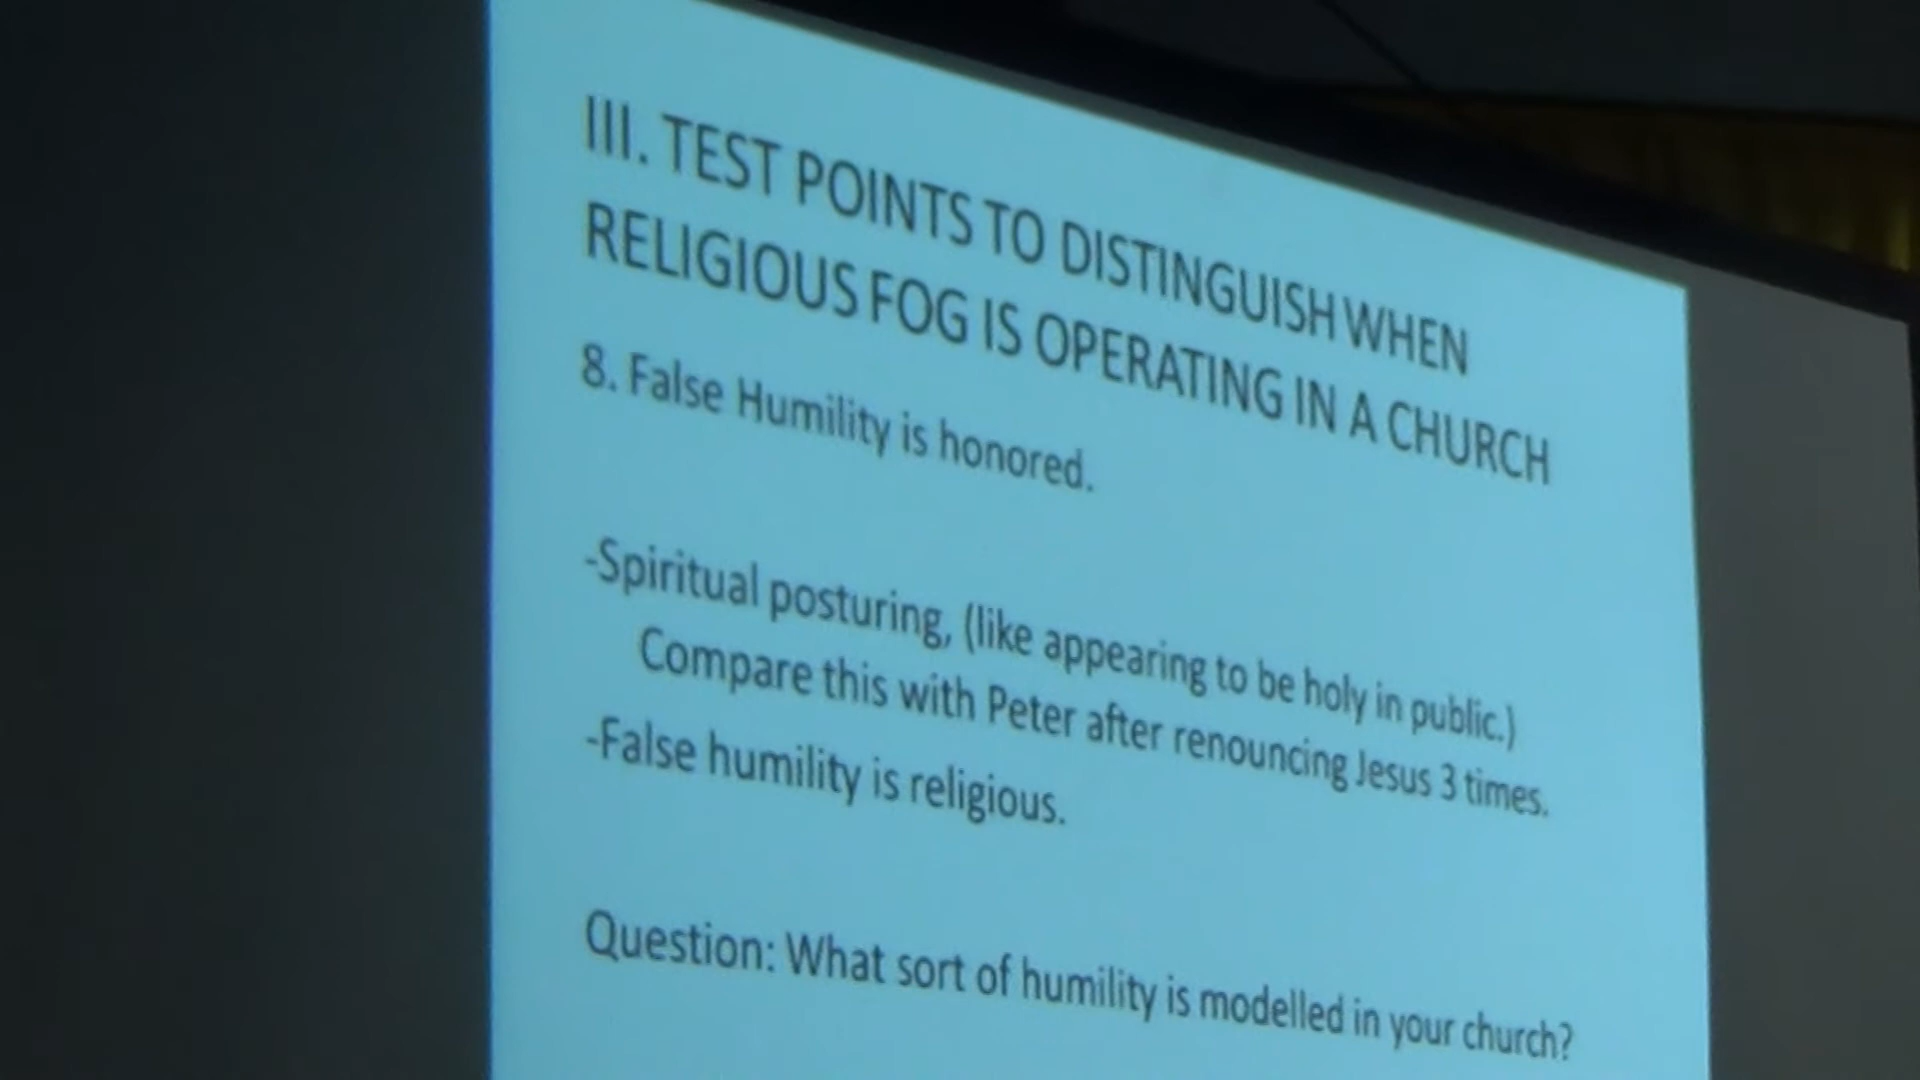 III. TEST POINTS TO DISTINGUISH WHEN
RELIGIOUS FOG IS OPERATING IN A CHURCH
8. False Humility is honored.
-Spiritual posturing, (like appearing to be holy in public.)
Compare this with Peter after renouncing Jesus 3 times.
-False humility is religious.
Question: What sort of humility is modelled in your church?